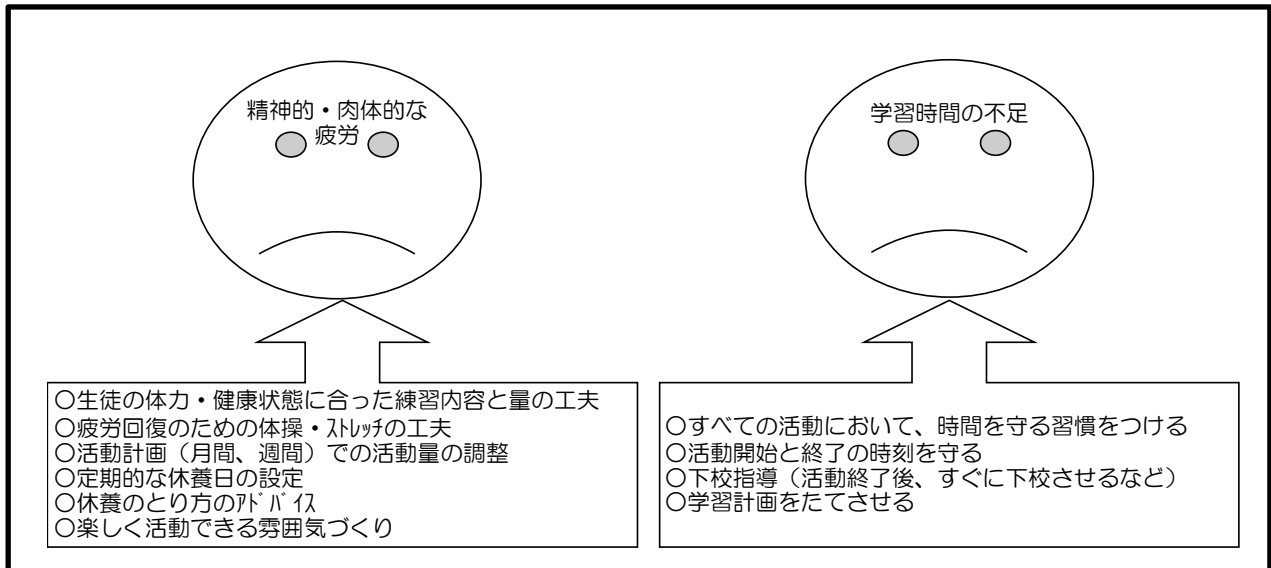 精神的・肉体的な
疲労
○生徒の体力・健康状態に合った練習内容と量の工夫
○疲労回復のための体操・ｽﾄﾚｯﾁの工夫
○活動計画（月間、週間）での活動量の調整
○定期的な休養日の設定
○休養のとり方のｱﾄﾞﾊﾞｲｽ
○楽しく活動できる雰囲気づくり
学習時間の不足
○すべての活動において、時間を守る習慣をつける
○活動開始と終了の時刻を守る
○下校指導（活動終了後、すぐに下校させるなど）
○学習計画をたてさせる